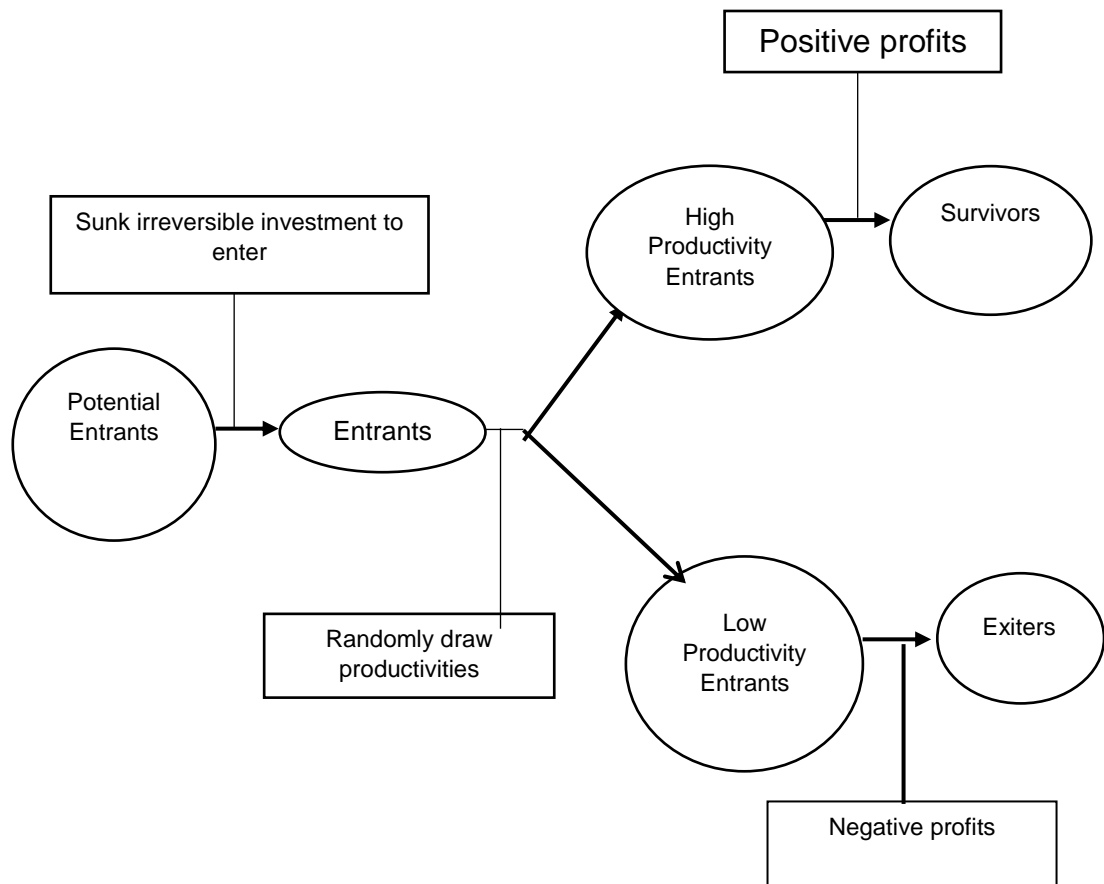 Positive profits
Sunk irreversible investment to
enter
High
Productivity
Entrants
Survivors
Potential
Entrants
Entrants
Randomly draw
productivities
Low
Productivity
Entrants
Exiters
Negative profits